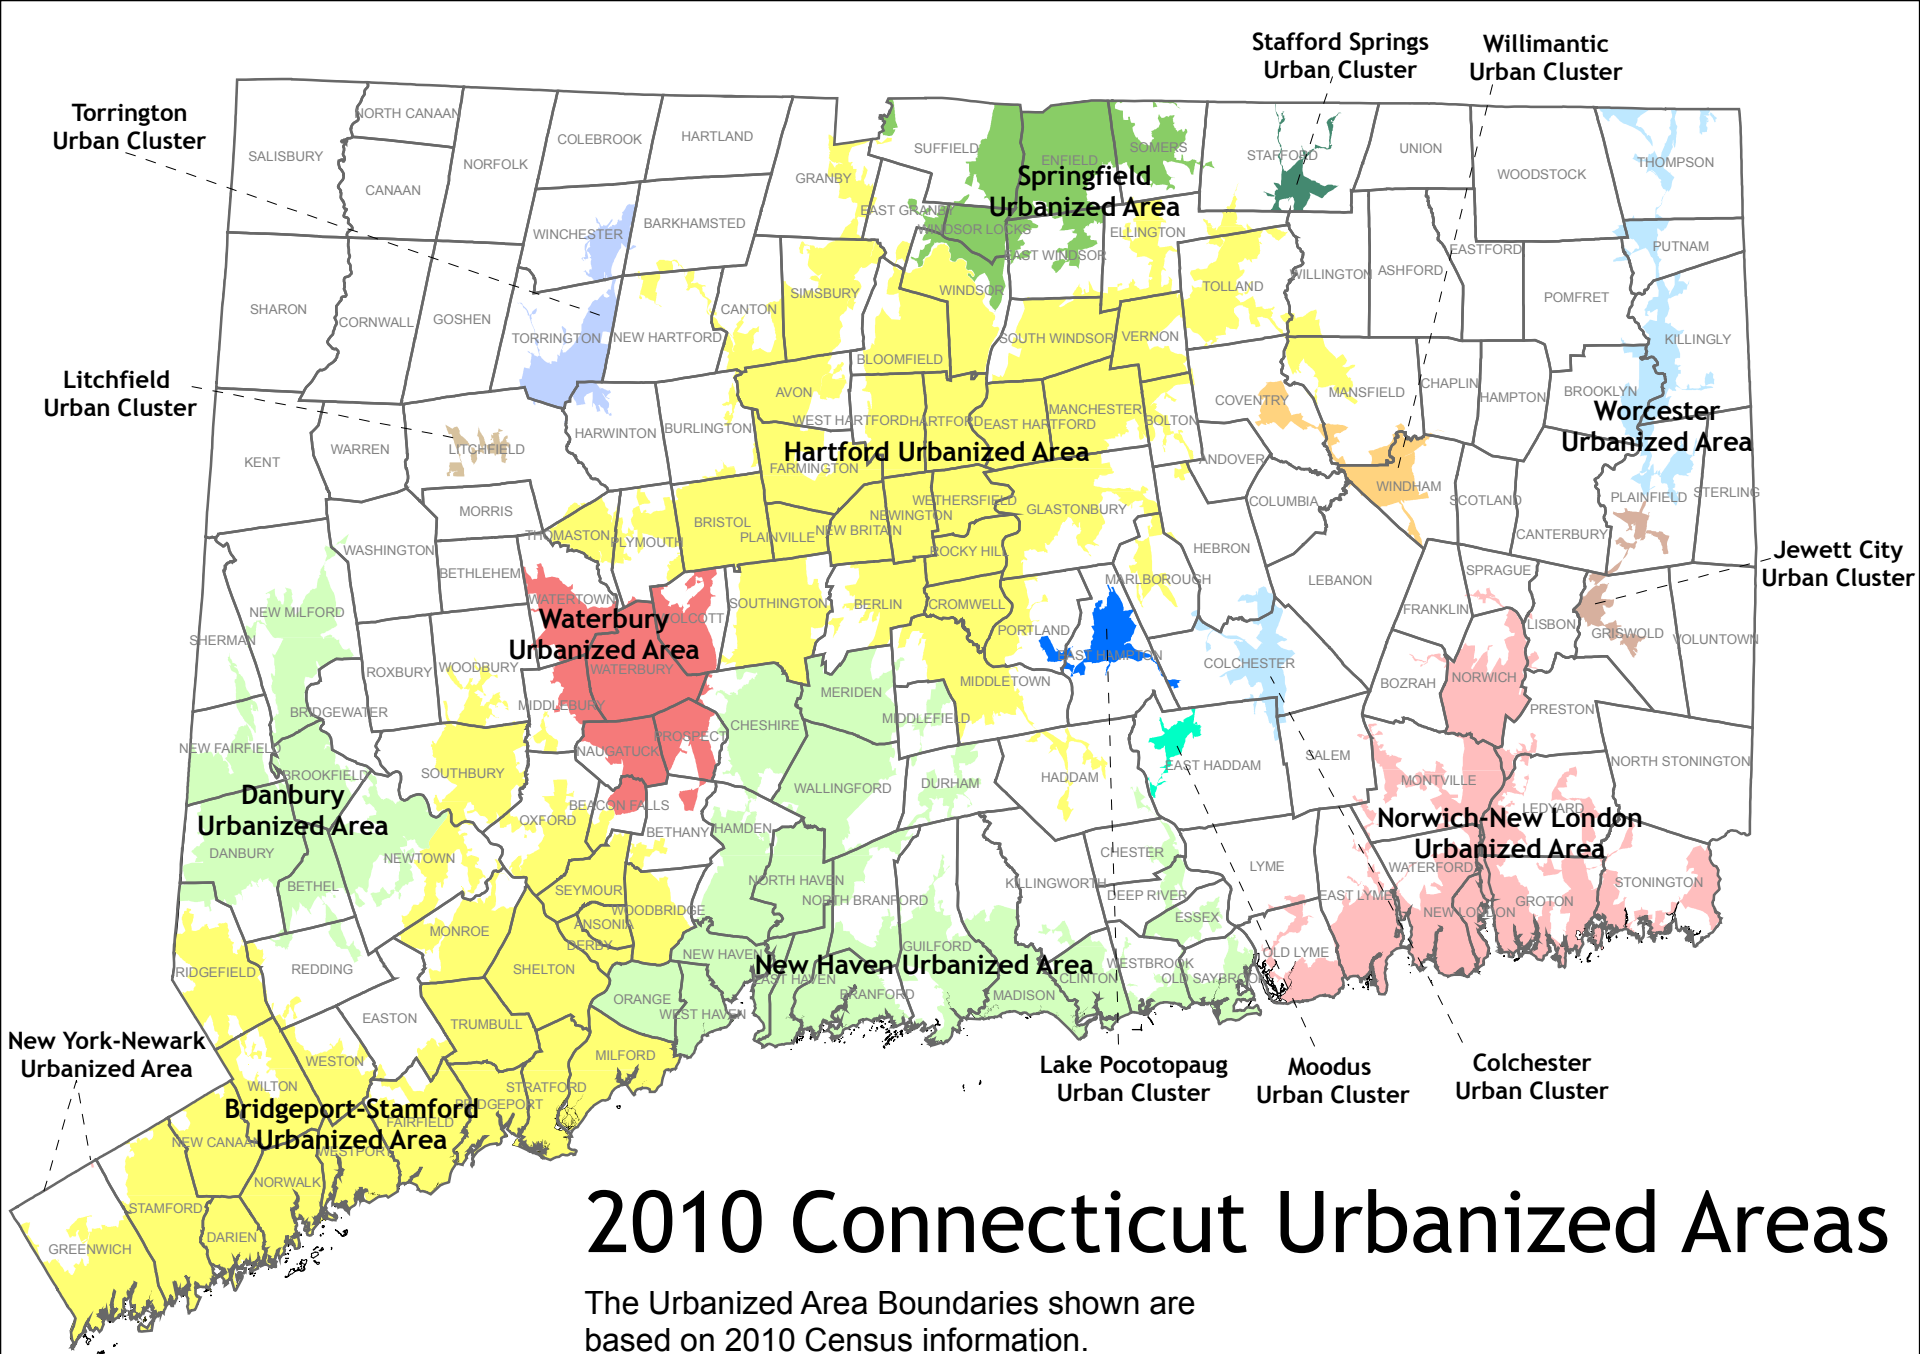 Stafford Springs
Urban Cluster
Willimantic
Urban Cluster
Torrington
Urban Cluster
NORTH CANAAN
COLEBROOK
HARTLAND
SALISBURY
CANAAN
NORFOLK
GRANBY
SUFFIELD
ENFIELD
SOMERS
STAFFORD
UNION
WOODSTOCK
THOMPSON
Springfield
Urbanized Area
EAST GRANBY
WINDSOR LOCKS
EAST WINDSOR
ELLINGTON
WINCHESTER
BARKHAMSTED
EASTFORD
PUTNAM
WILLINGTON
ASHFORD
POMFRET
TOLLAND
WINDSOR
SIMSBURY
CANTON
SHARON
CORNWALL
GOSHEN
TORRINGTON
NEW HARTFORD
BLOOMFIELD
SOUTH WINDSOR
VERNON
KILLINGLY
Litchfield
Urban Cluster
AVON
WEST HARTFORD
HARTFORD
EAST HARTFORD
MANCHESTER
BOLTON
COVENTRY
MANSFIELD
CHAPLIN
HAMPTON
BROOKLYN
Worcester
Urbanized Area
KENT
WARREN
LITCHFIELD
HARWINTON
BURLINGTON
Hartford Urbanized Area
FARMINGTON
ANDOVER
COLUMBIA
WINDHAM
SCOTLAND
PLAINFIELD
STERLING
MORRIS
THOMASTON
PLYMOUTH
BRISTOL
PLAINVILLE
NEW BRITAIN
NEWINGTON
WETHERSFIELD
GLASTONBURY
ROCKY HILL
HEBRON
CANTERBURY
Jewett City
Urban Cluster
WASHINGTON
BETHLEHEM
WATERTOWN
WOLCOTT
SOUTHINGTON
BERLIN
CROMWELL
MARLBOROUGH
LEBANON
SPRAGUE
FRANKLIN
LISBON
GRISWOLD
VOLUNTOWN
NEW MILFORD
SHERMAN
Waterbury
Urbanized Area
WATERBURY
PORTLAND
EAST HAMPTON
COLCHESTER
BOZRAH
NORWICH
PRESTON
ROXBURY
WOODBURY
MIDDLEBURY
BRIDGEWATER
MERIDEN
MIDDLETOWN
MIDDLEFIELD
CHESHIRE
PROSPECT
NAUGATUCK
NEW FAIRFIELD
BROOKFIELD
SOUTHBURY
WALLINGFORD
DURHAM
HADDAM
EAST HADDAM
SALEM
MONTVILLE
NORTH STONINGTON
Danbury
Urbanized Area
OXFORD
BEACON FALLS
BETHANY
HAMDEN
LEDYARD
Norwich-New London
Urbanized Area
DANBURY
BETHEL
NEWTOWN
SEYMOUR
NORTH HAVEN
NORTH BRANFORD
KILLINGWORTH
CHESTER
DEEP RIVER
ESSEX
LYME
EAST LYME
WATERFORD
NEW LONDON
GROTON
STONINGTON
MONROE
ANSONIA
DERBY
WOODBRIDGE
RIDGEFIELD
REDDING
SHELTON
NEW HAVEN
New Haven Urbanized Area
EAST HAVEN
GUILFORD
BRANFORD
MADISON
CLINTON
WESTBROOK
OLD SAYBROOK
OLD LYME
ORANGE
WEST HAVEN
EASTON
TRUMBULL
MILFORD
New York-Newark
Urbanized Area
WESTON
WILTON
STRATFORD
BRIDGEPORT
Bridgeport-Stamford
Urbanized Area
FAIRFIELD
NEW CANAAN
WESTPORT
NORWALK
STAMFORD
DARIEN
GREENWICH
Lake Pocotopaug
Urban Cluster
Moodus
Urban Cluster
Colchester
Urban Cluster
2010 Connecticut Urbanized Areas
The Urbanized Area Boundaries shown are
based on 2010 Census information.